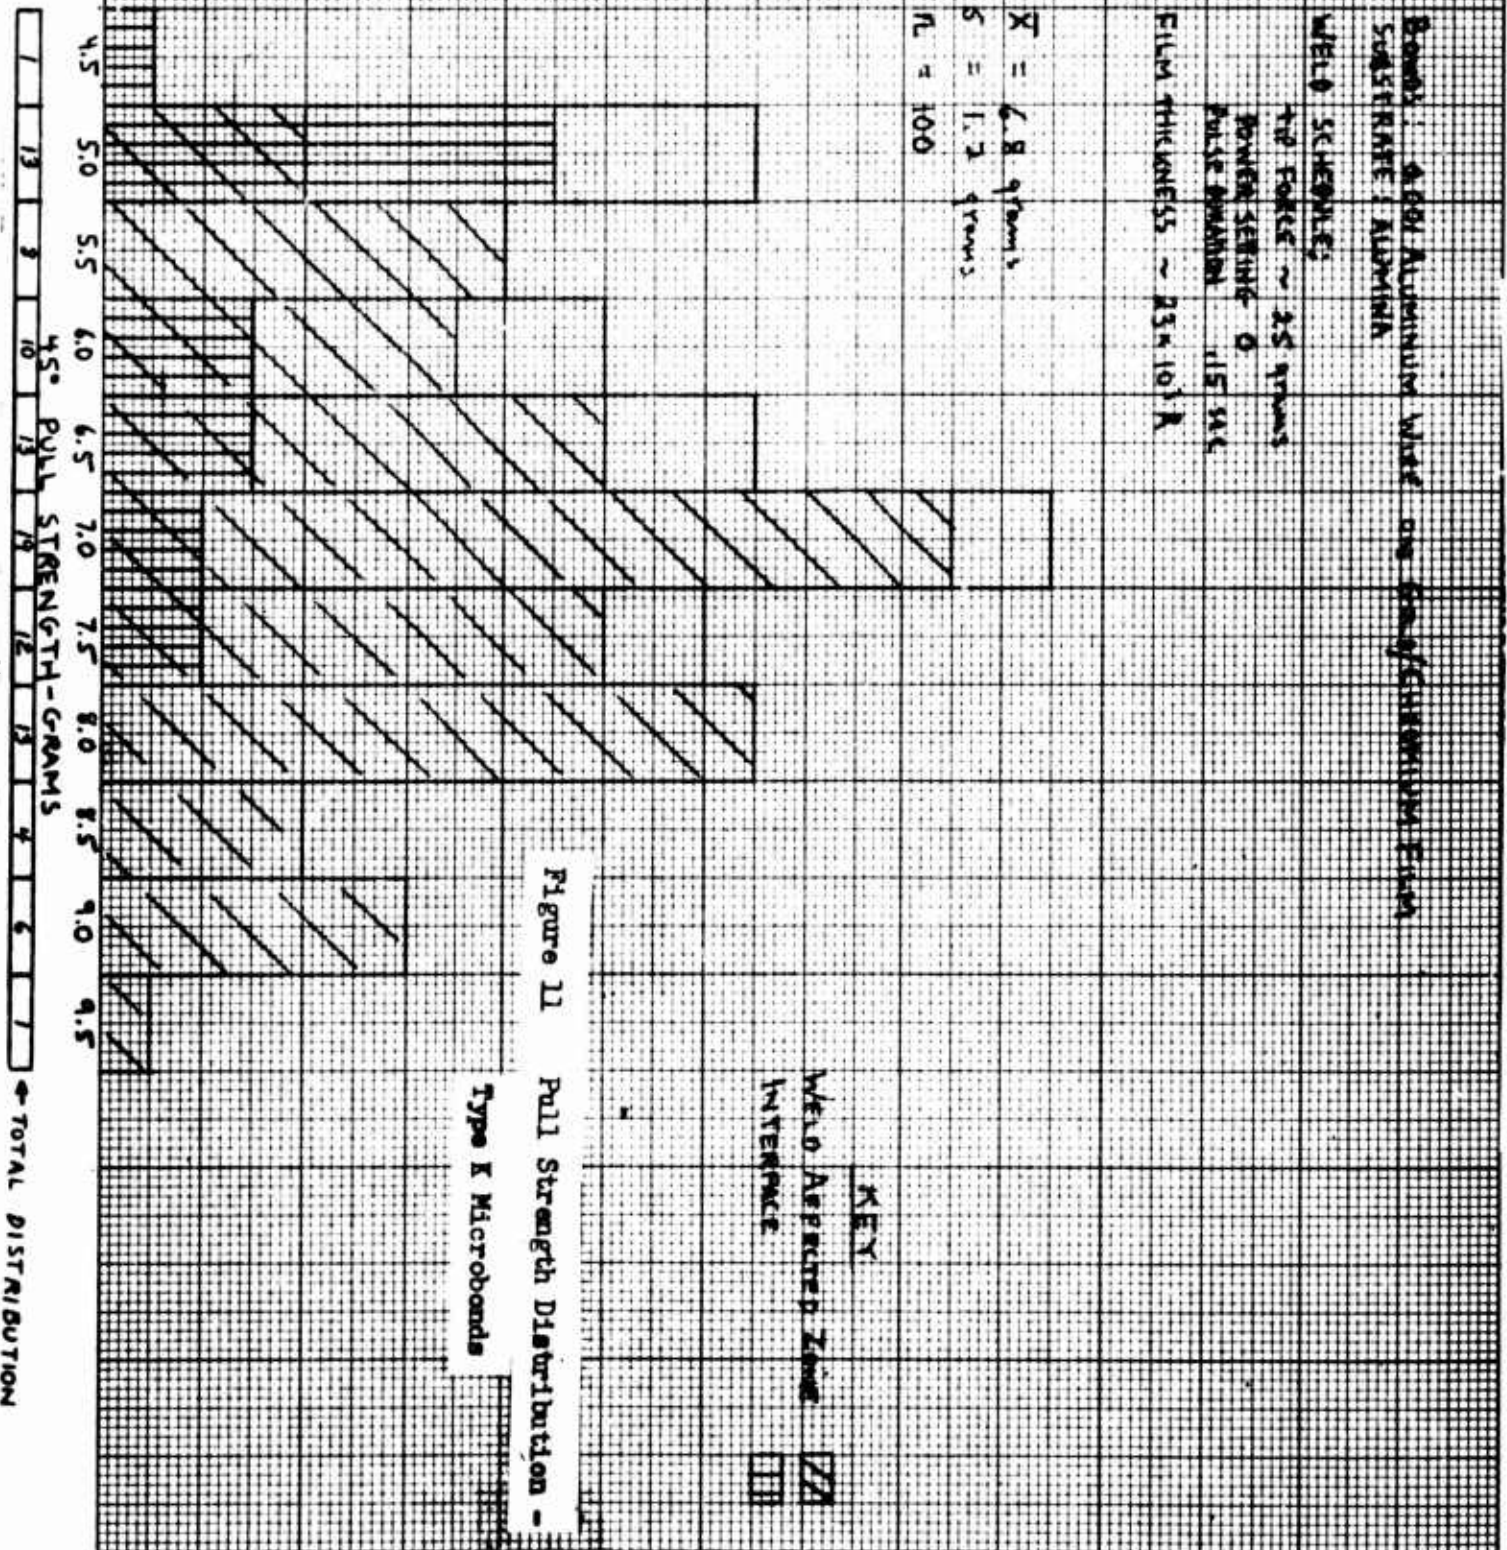 Bonds: 0.001 Aluminum Wire on Gold/Chromium Film
Substrate: Alumina
Weld Schedule:
Tip Force ~ 25 grams
Power Setting 0
Pulse Duration .15 sec
Film Thickness ~ 23 x 10³ Å
X̄ = 6.8 grams
s = 1.2 grams
n = 100
KEY
Weld Affected Zone
Interface
Figure 11 Pull Strength Distribution -
Type K Microbonds
4.5 5.0 5.5 6.0 6.5 7.0 7.5 8.0 8.5 9.0 9.5
45° PULL STRENGTH-GRAMS
1 13 8 10 13 19 12 13 4 6 1 ← TOTAL DISTRIBUTION